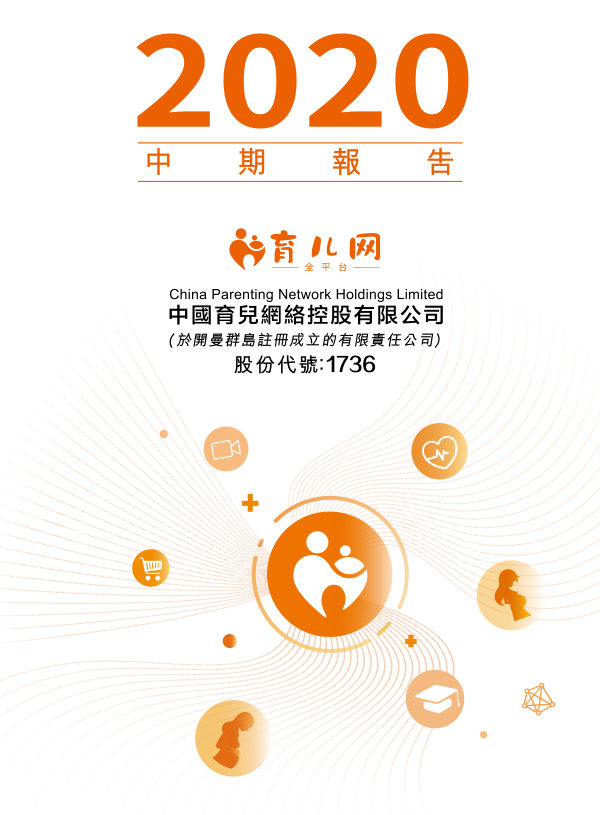 2020
中期報告
育儿网
全平台
China Parenting Network Holdings Limited
中國育兒網絡控股有限公司
(於開曼群島註冊成立的有限責任公司)
股份代號:1736